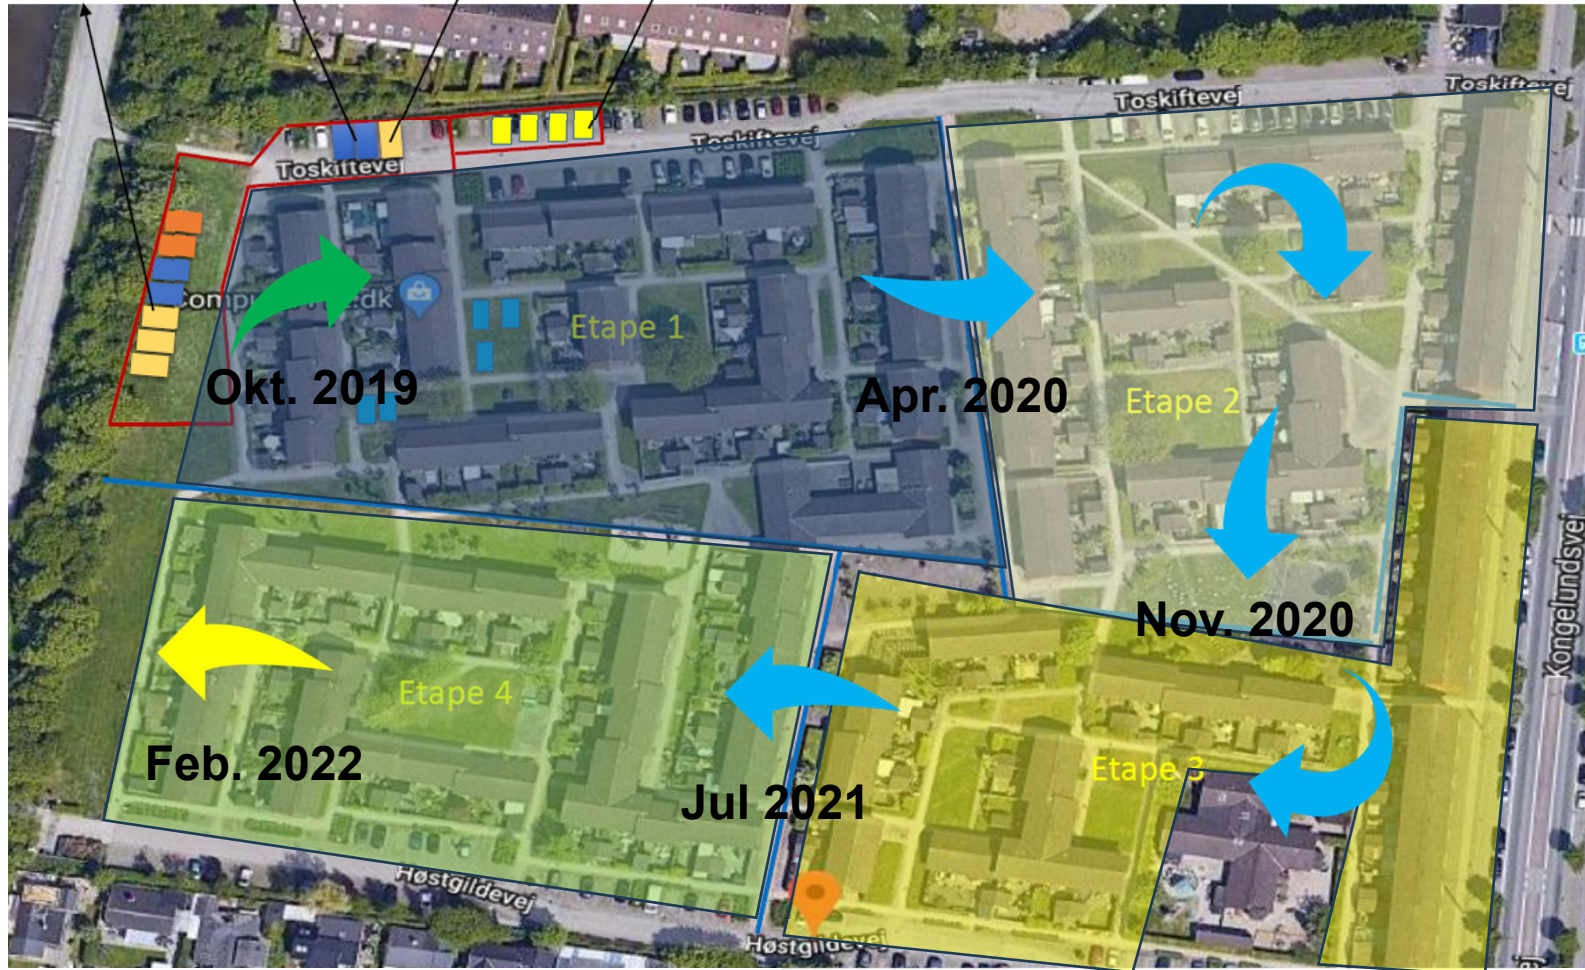 Toskiftevej
Toskiftevej
Toskiftevej
Toskiftevej
Etape 1
Okt. 2019
Apr. 2020
Etape 2
Nov. 2020
Kongelundsvej
Etape 4
Feb. 2022
Etape 3
Jul 2021
Høstgildevej
Høstgildevej